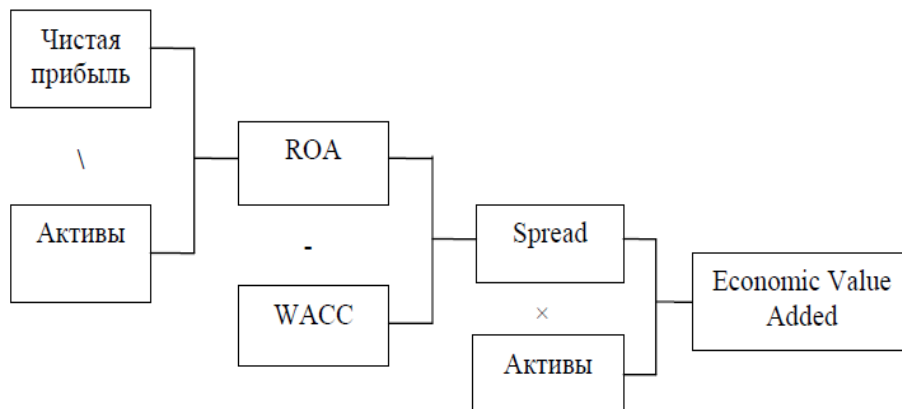 Чистая
прибыль
\
Активы
ROA
-
WACC
Spread
×
Активы
Economic Value
Added